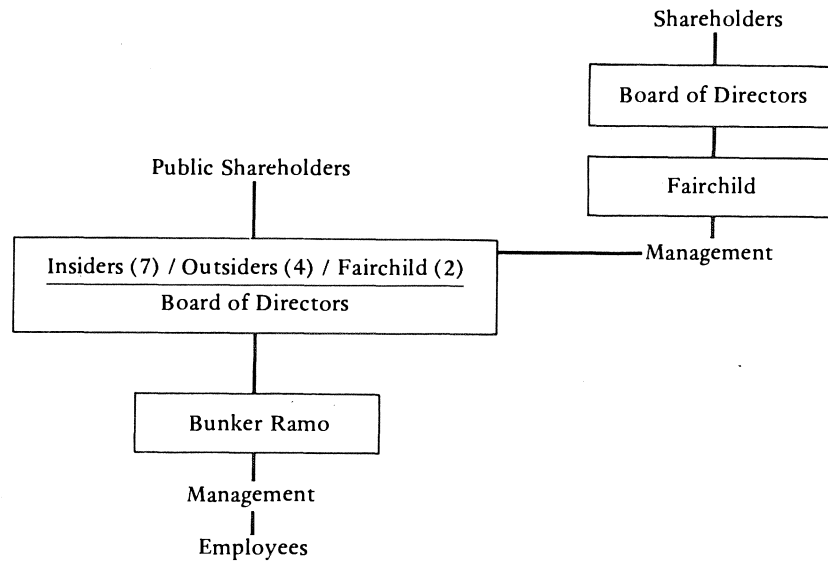 Shareholders
Board of Directors
Fairchild
Management
Public Shareholders
Insiders (7) / Outsiders (4) / Fairchild (2)
Board of Directors
Bunker Ramo
Management
Employees